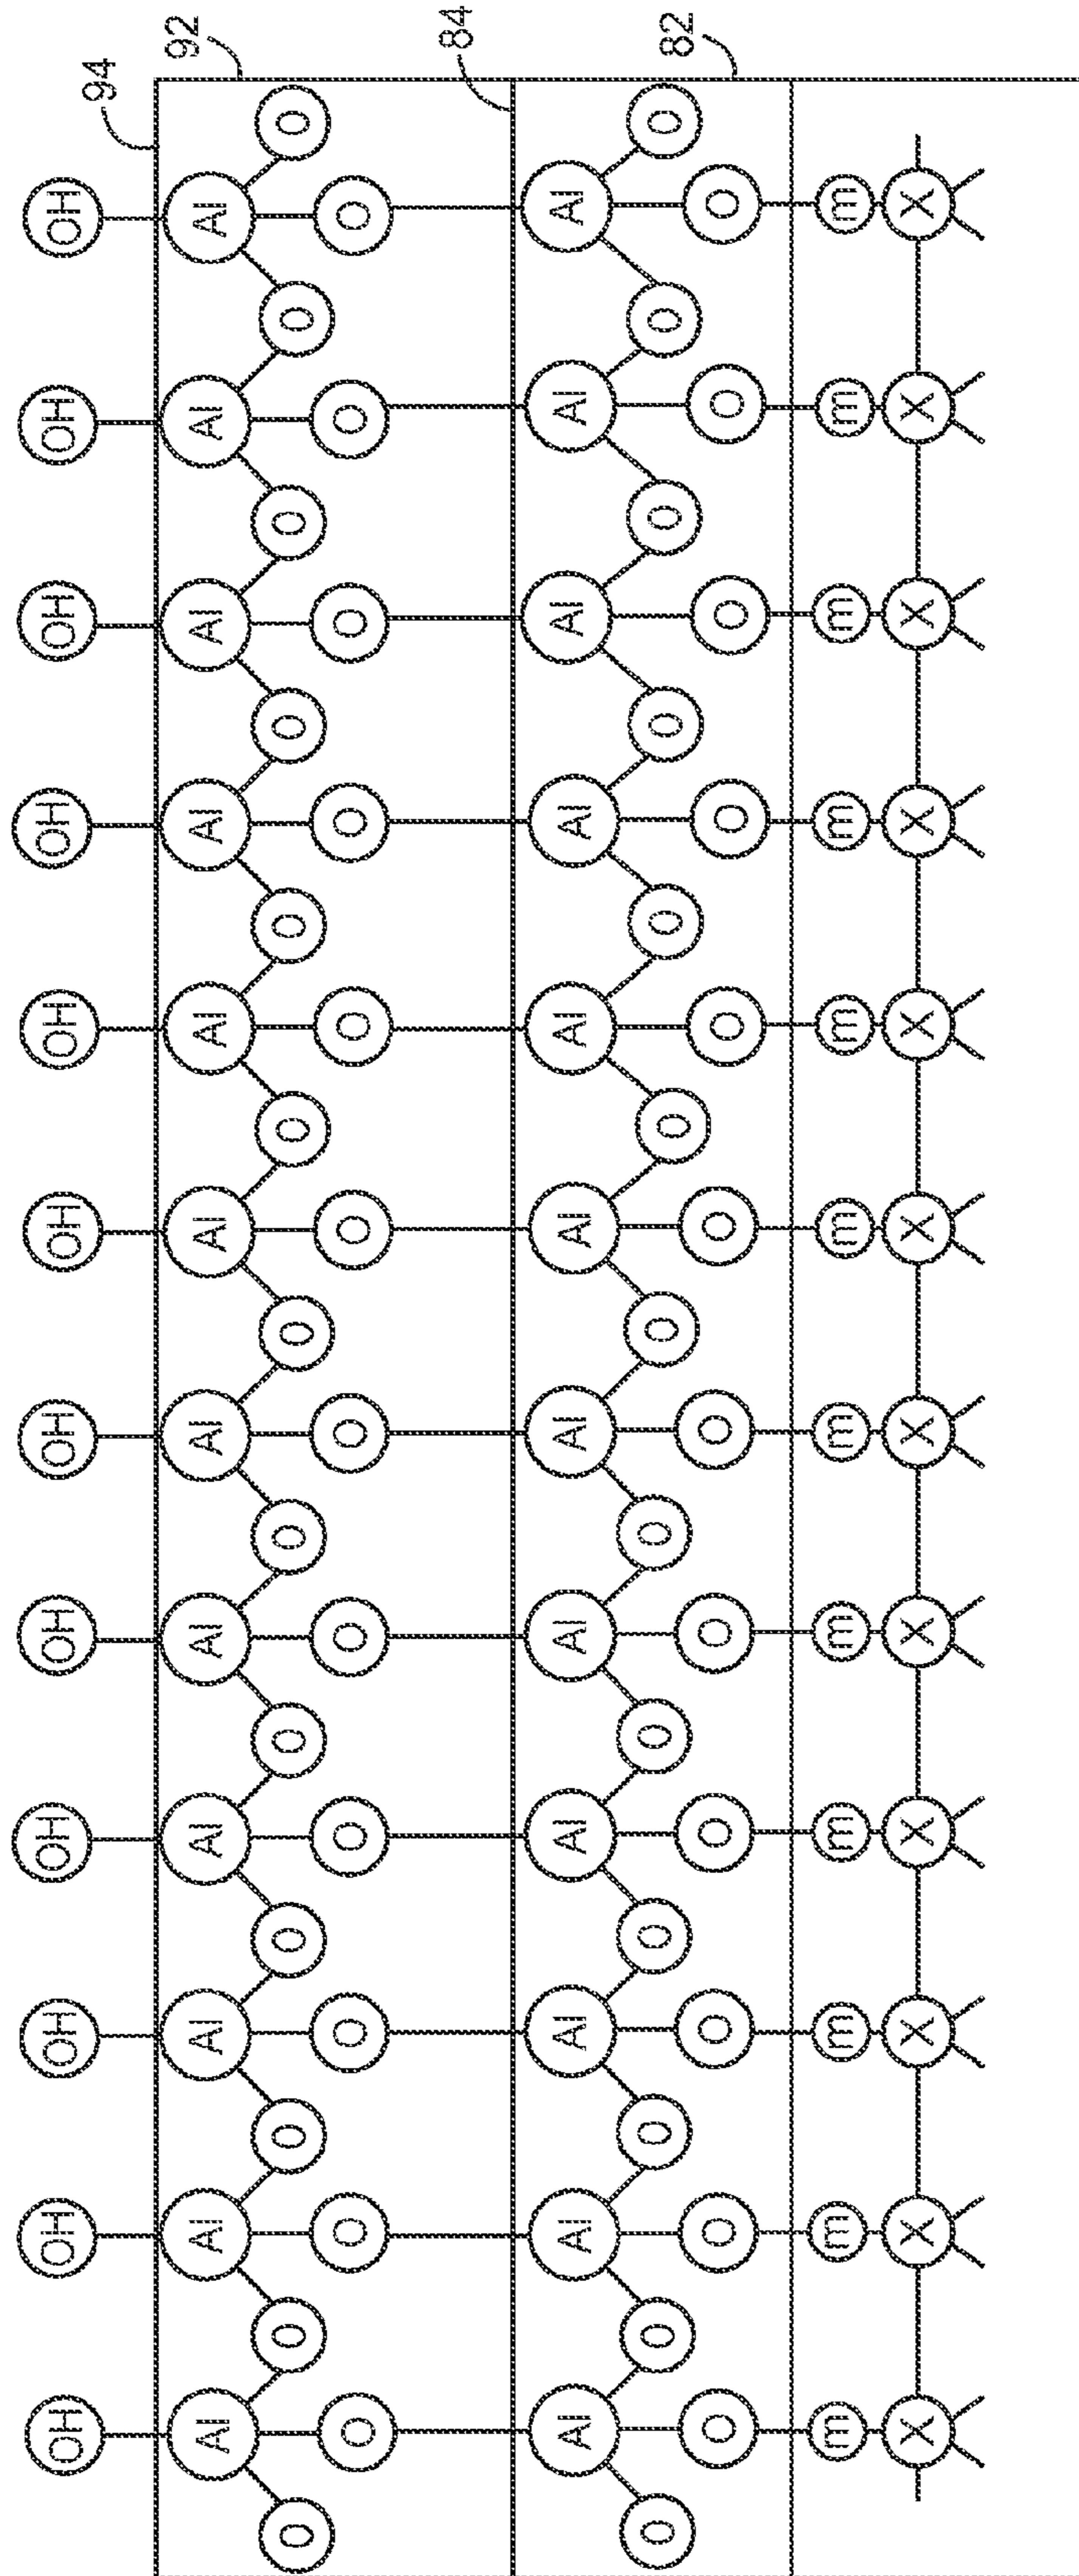 OH OH OH OH OH OH OH OH OH OH OH OH
94
Al Al Al Al Al Al Al Al Al Al Al Al
92
O O O O O O O O O O O O O
O O O O O O O O O O O O
84
Al Al Al Al Al Al Al Al Al Al Al Al
O O O O O O O O O O O O O
82
O O O O O O O O O O O O
m m m m m m m m m m m m
X X X X X X X X X X X X